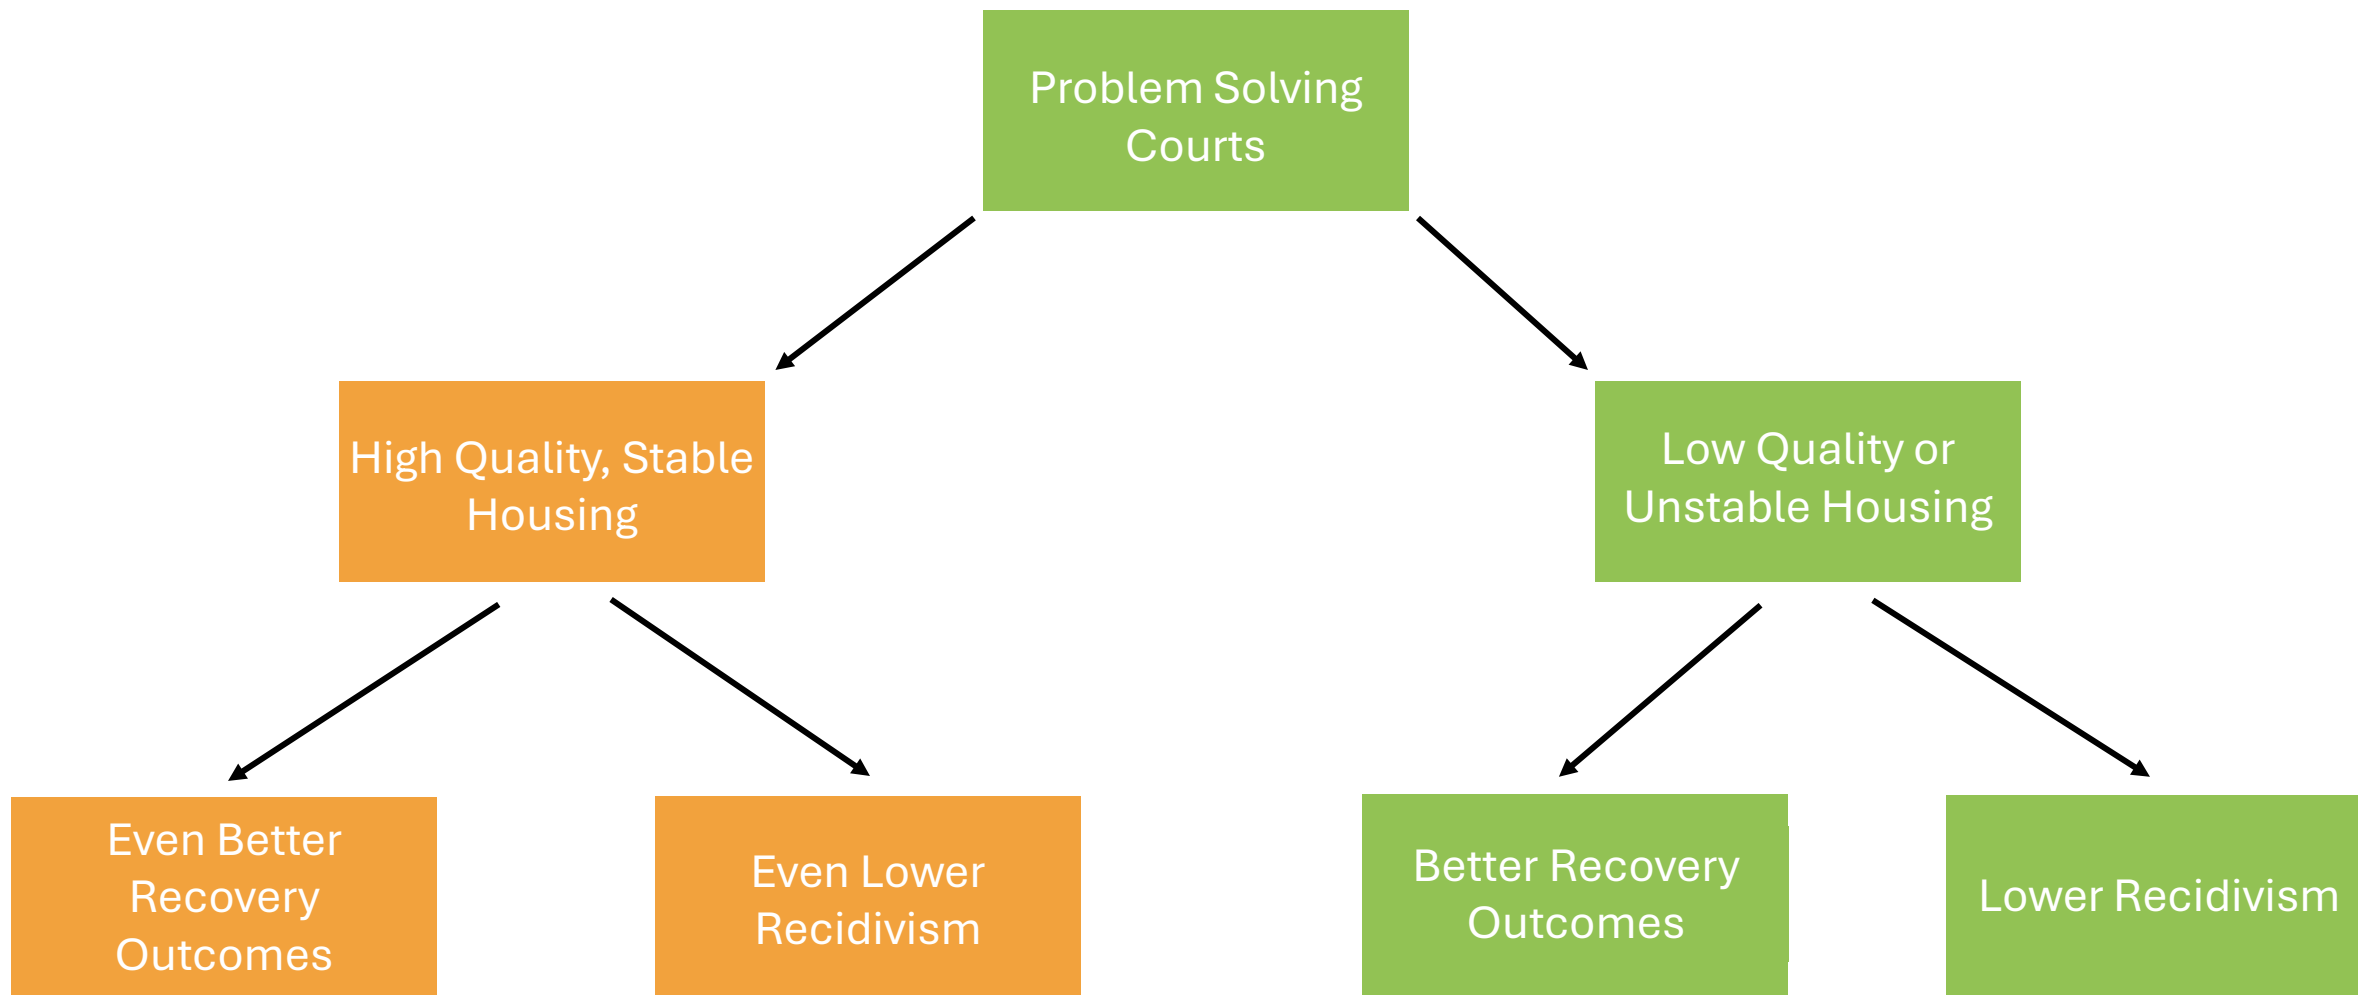 Problem Solving
Courts
High Quality, Stable
Housing
Low Quality or
Unstable Housing
Even Better
Recovery
Outcomes
Even Lower
Recidivism
Better Recovery
Outcomes
Lower Recidivism